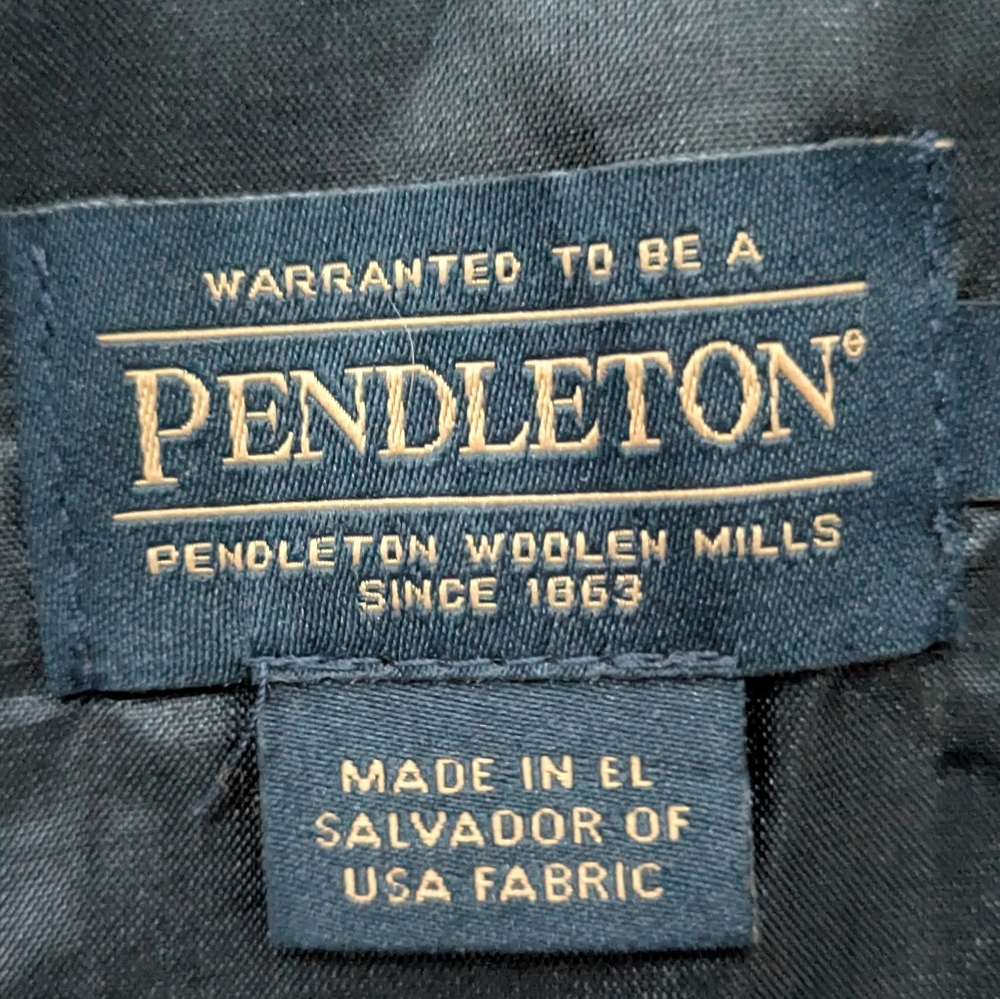 WARRANTED TO BE A
PENDLETON®
PENDLETON WOOLEN MILLS
SINCE 1863
MADE IN EL
SALVADOR OF
USA FABRIC